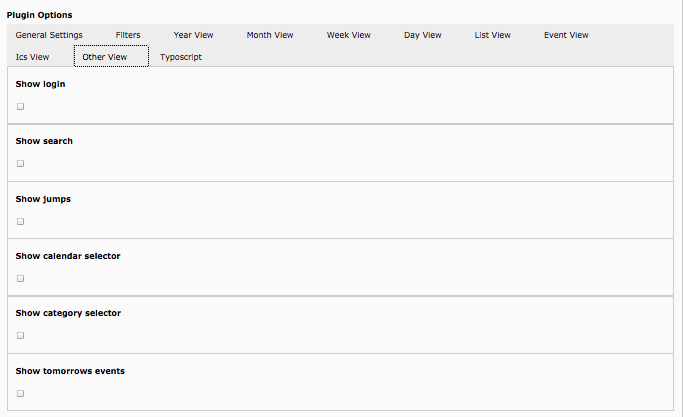 Plugin Options
General Settings Filters Year View Month View Week View Day View List View Event View
Ics View Other View Typoscript
Show login
Show search
Show jumps
Show calendar selector
Show category selector
Show tomorrows events